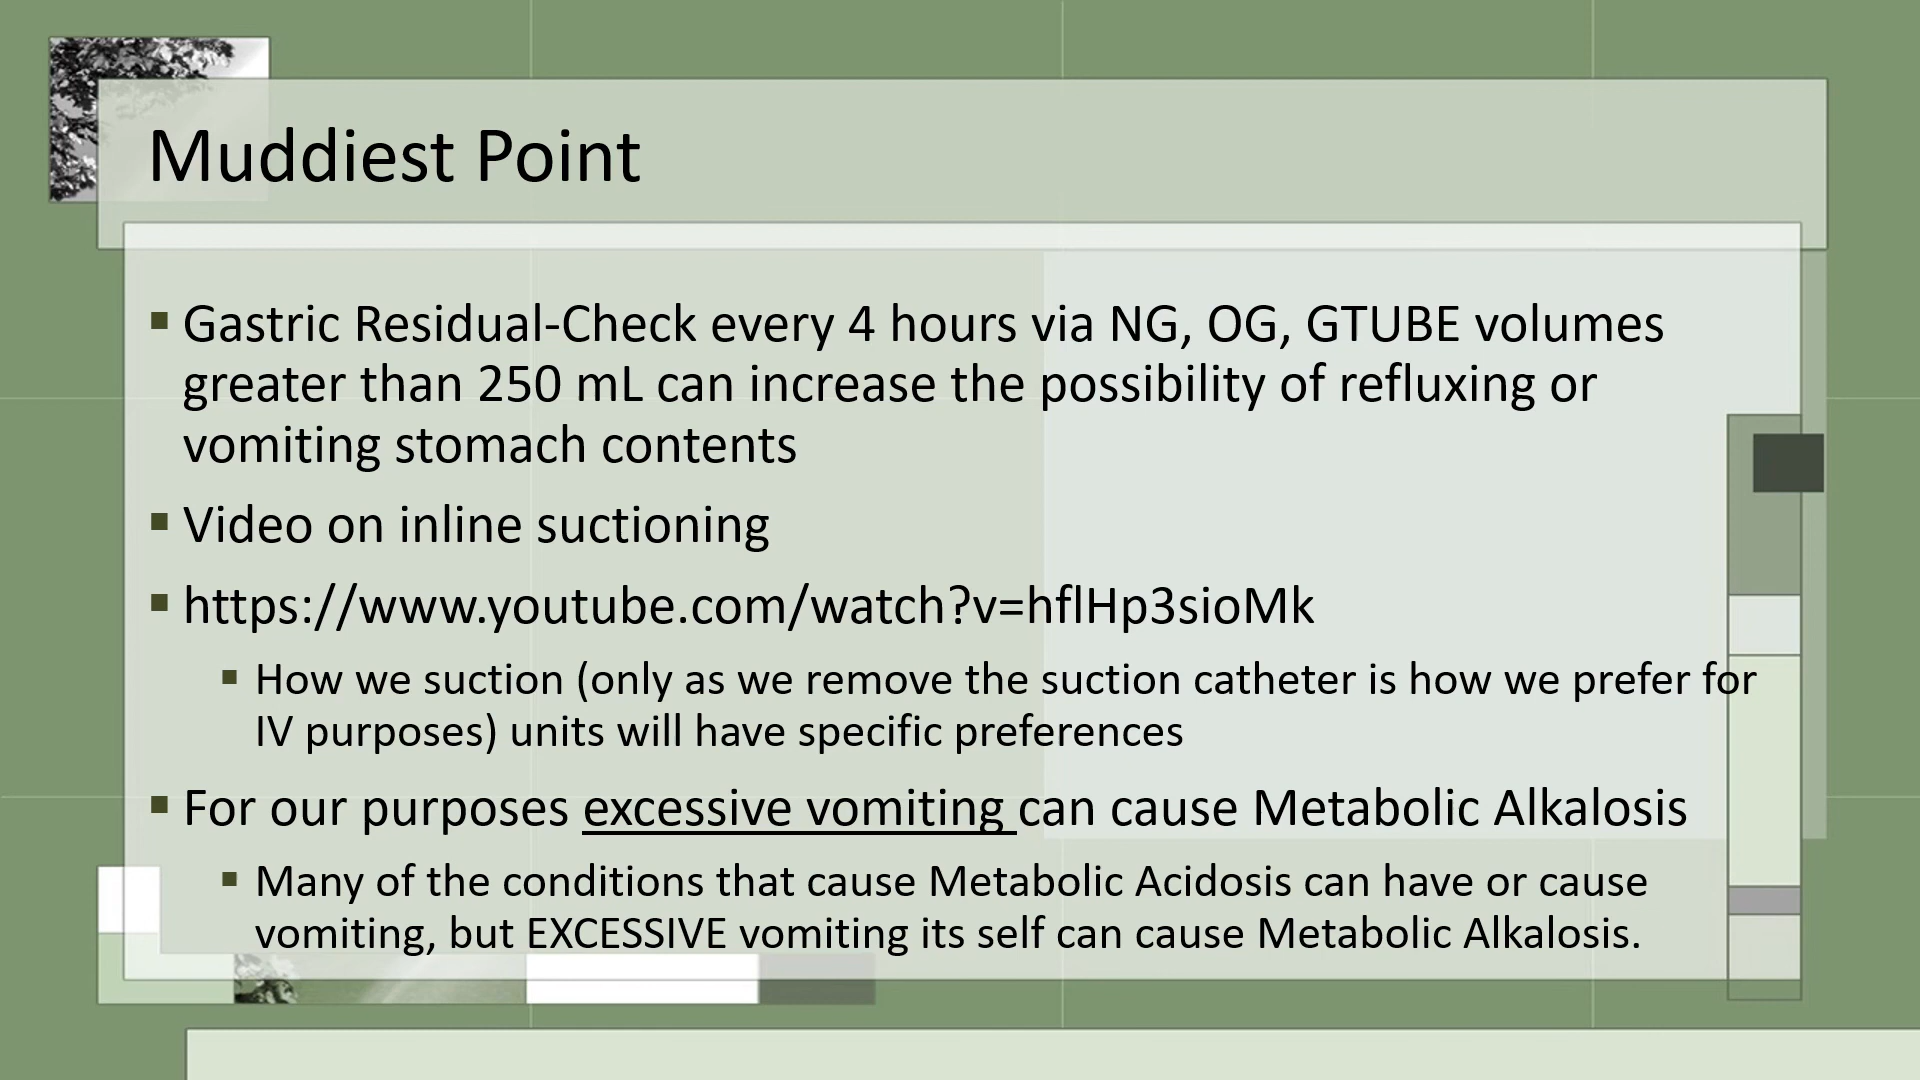 Muddiest Point
▪ Gastric Residual-Check every 4 hours via NG, OG, GTUBE volumes
greater than 250 mL can increase the possibility of refluxing or
vomiting stomach contents
▪ Video on inline suctioning
▪ https://www.youtube.com/watch?v=hflHp3sioMk
▪ How we suction (only as we remove the suction catheter is how we prefer for
IV purposes) units will have specific preferences
▪ For our purposes excessive vomiting can cause Metabolic Alkalosis
▪ Many of the conditions that cause Metabolic Acidosis can have or cause
vomiting, but EXCESSIVE vomiting its self can cause Metabolic Alkalosis.